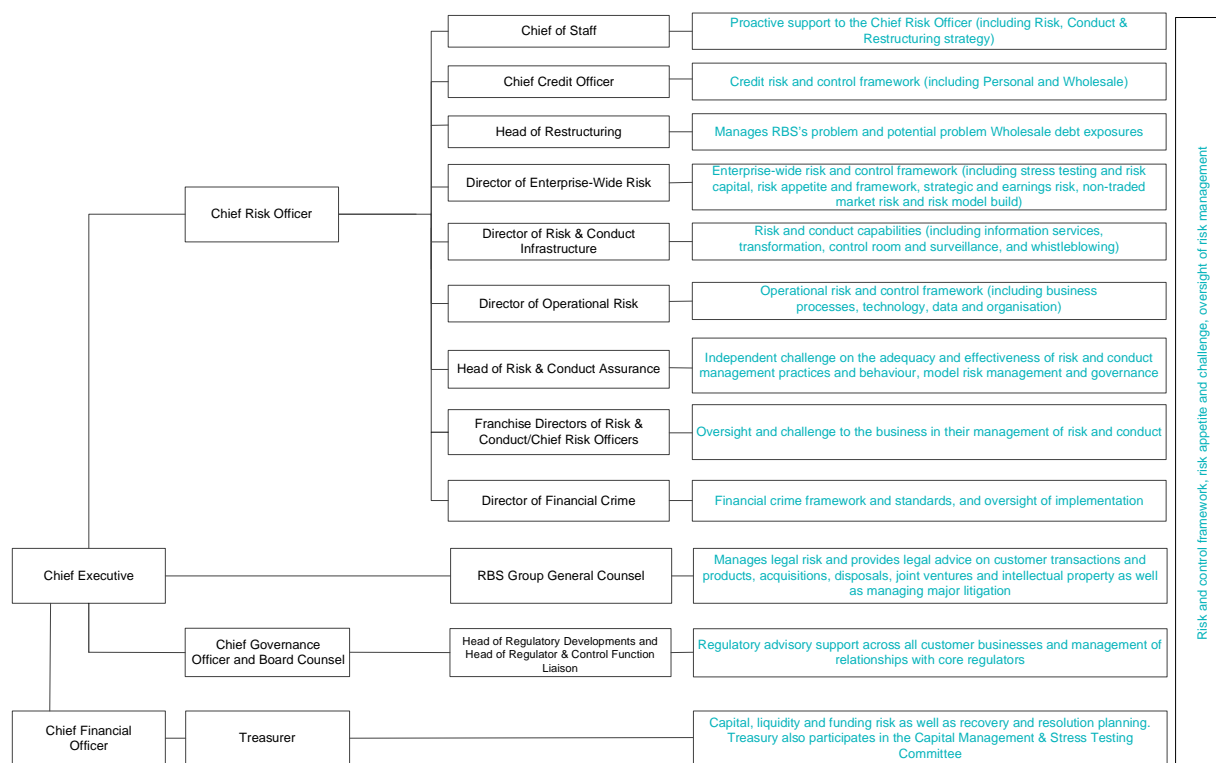 Chief of Staff
Proactive support to the Chief Risk Officer (including Risk, Conduct &
Restructuring strategy)
Chief Credit Officer
Credit risk and control framework (including Personal and Wholesale)
Head of Restructuring
Manages RBS's problem and potential problem Wholesale debt exposures
Chief Risk Officer
Director of Enterprise-Wide Risk
Enterprise-wide risk and control framework (including stress testing and risk
capital, risk appetite and framework, strategic and earnings risk, non-traded
market risk and risk model build)
Director of Risk & Conduct
Infrastructure
Risk and conduct capabilities (including information services,
transformation, control room and surveillance, and whistleblowing)
Director of Operational Risk
Operational risk and control framework (including business
processes, technology, data and organisation)
Head of Risk & Conduct Assurance
Independent challenge on the adequacy and effectiveness of risk and conduct
management practices and behaviour, model risk management and governance
Franchise Directors of Risk &
Conduct/Chief Risk Officers
Oversight and challenge to the business in their management of risk and conduct
Director of Financial Crime
Financial crime framework and standards, and oversight of implementation
Chief Executive
RBS Group General Counsel
Manages legal risk and provides legal advice on customer transactions and
products, acquisitions, disposals, joint ventures and intellectual property as well
as managing major litigation
Chief Governance
Officer and Board Counsel
Head of Regulatory Developments and
Head of Regulator & Control Function
Liaison
Regulatory advisory support across all customer businesses and management of
relationships with core regulators
Chief Financial
Officer
Treasurer
Capital, liquidity and funding risk as well as recovery and resolution planning.
Treasury also participates in the Capital Management & Stress Testing
Committee
Risk and control framework, risk appetite and challenge, oversight of risk management